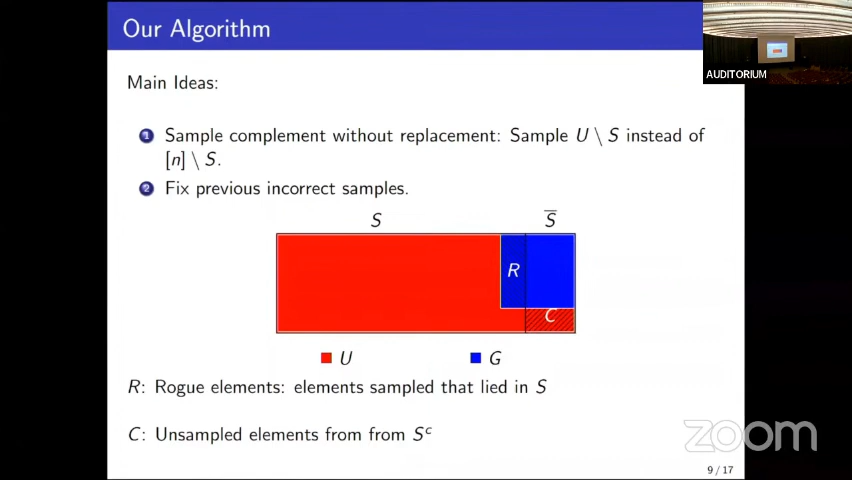 Our Algorithm
AUDITORIUM
Main Ideas:
1 Sample complement without replacement: Sample U \ S instead of
[n] \ S.
2 Fix previous incorrect samples.
S S̅
R
C
U G
R: Rogue elements: elements sampled that lied in S
C: Unsampled elements from from Sᶜ
zoom
9 / 17